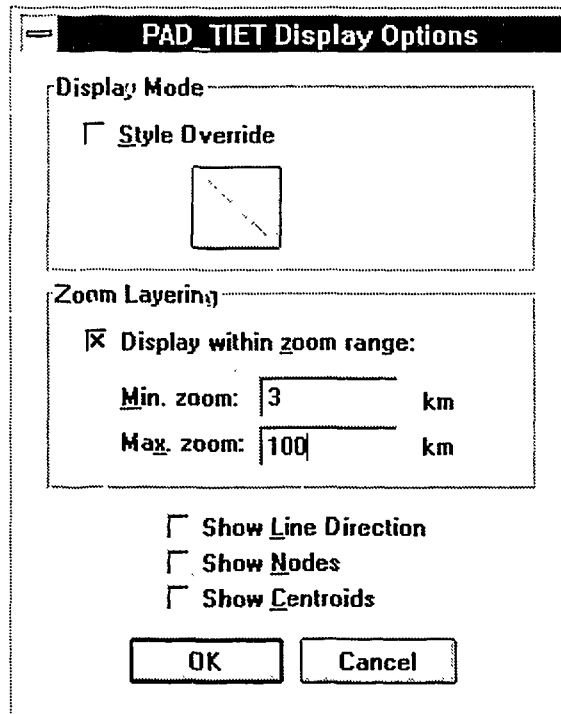 PAD_TIET Display Options
Display Mode
Style Override
Zoom Layering
Display within zoom range:
Min. zoom: 3 km
Max. zoom: 100 km
Show Line Direction
Show Nodes
Show Centroids
OK Cancel